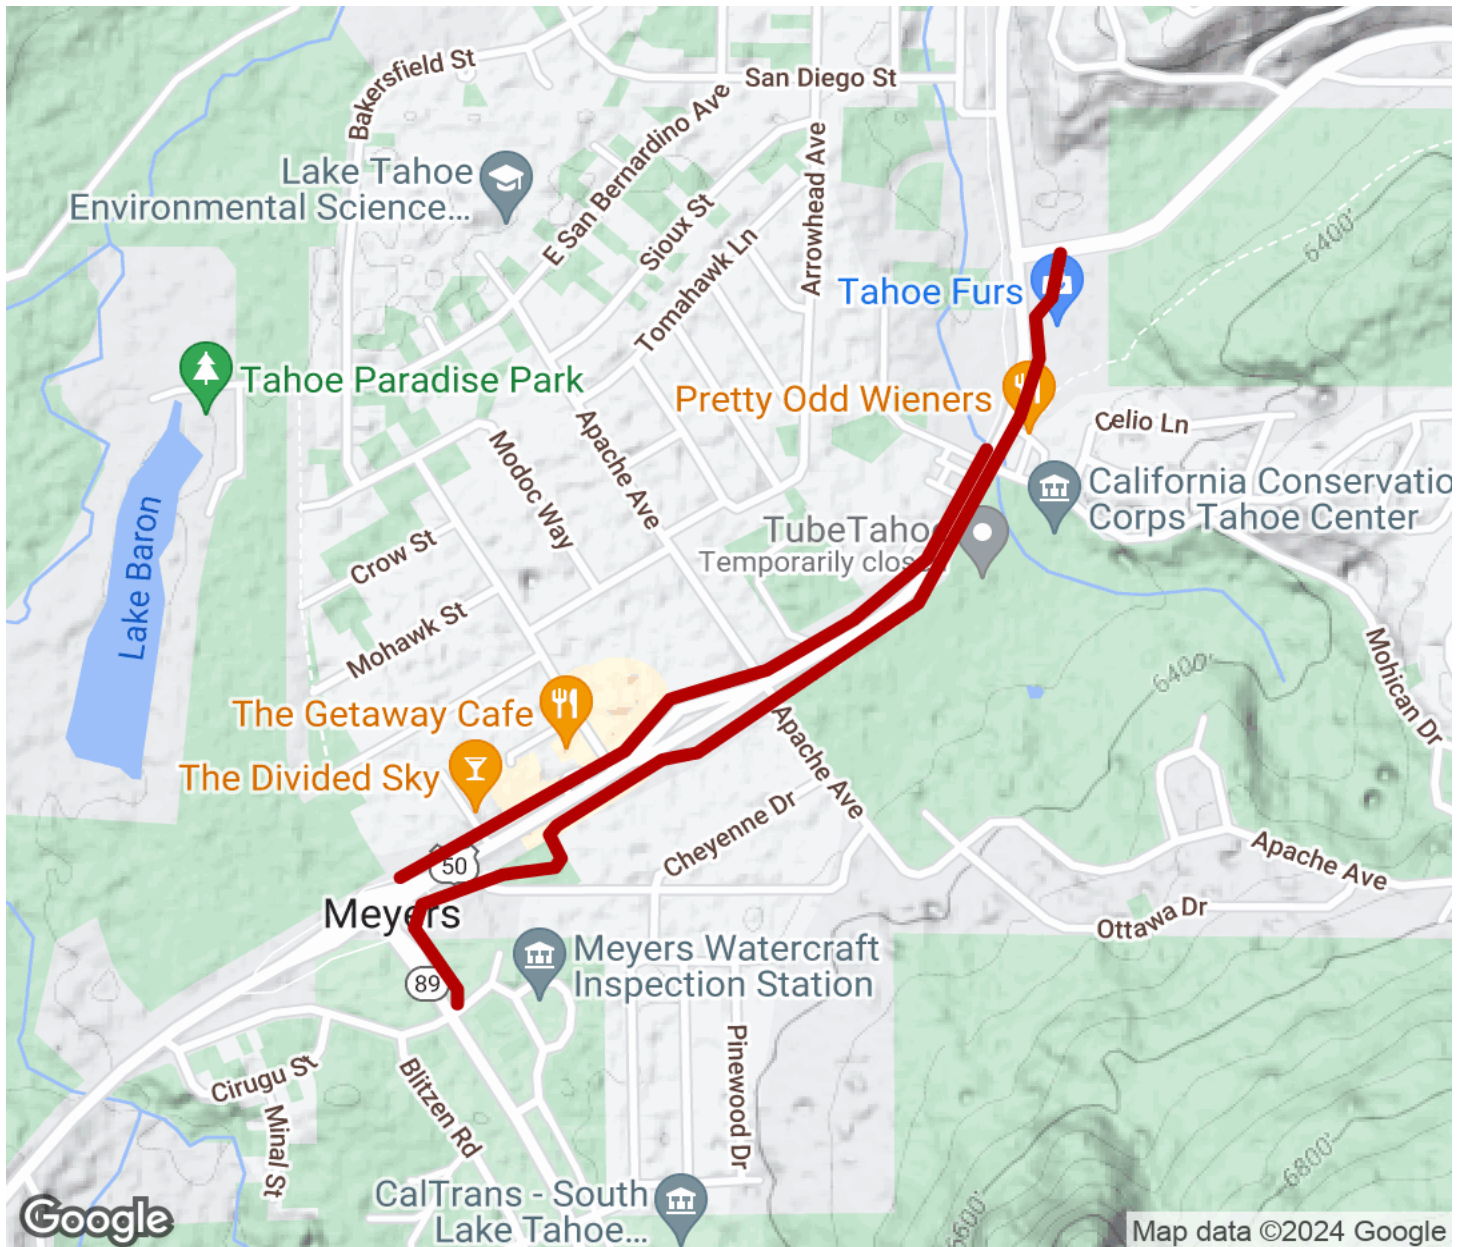 Bakersfield St
San Diego St
Lake Tahoe
Environmental Science...
E San Bernardino Ave
Sioux St
Tomahawk Ln
Arrowhead Ave
6400'
Tahoe Furs
Tahoe Paradise Park
Pretty Odd Wieners
Celio Ln
Modoc Way
Apache Ave
California Conservatio
Corps Tahoe Center
Lake Baron
Crow St
TubeTahoe
Temporarily clos
Mohawk St
6400'
Mohican Dr
The Getaway Cafe
Apache Ave
The Divided Sky
Cheyenne Dr
50
Apache Ave
Meyers
Ottawa Dr
Meyers Watercraft
Inspection Station
89
Cirugu St
Minal St
Blitzen Rd
Pinewood Dr
6800'
6600'
CalTrans - South
Lake Tahoe...
Google
Map data ©2024 Google